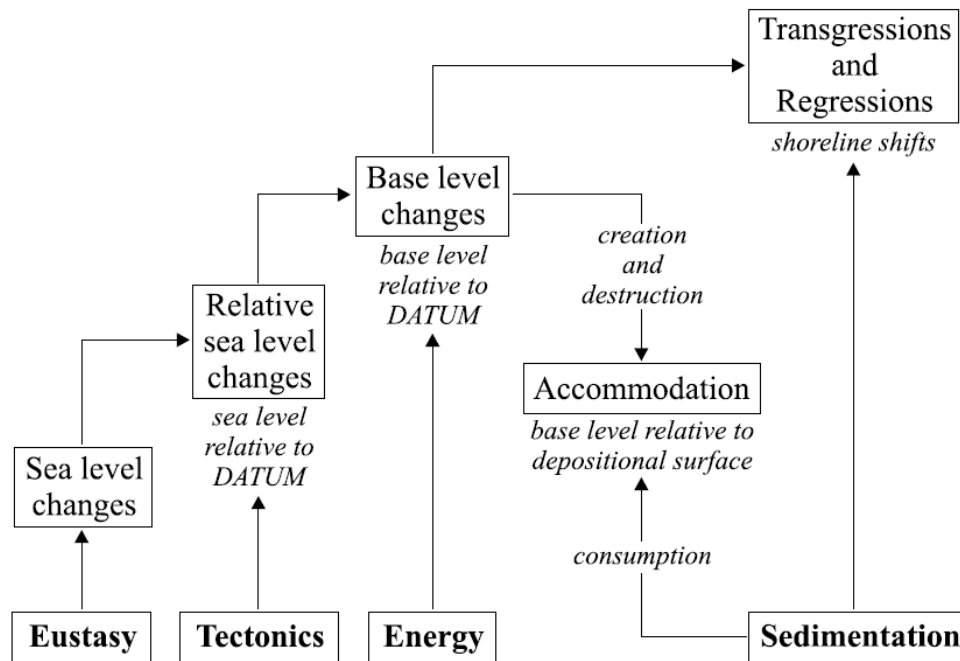 Transgressions
and
Regressions
shoreline shifts
Base level
changes
base level
relative to
DATUM
creation
and
destruction
Relative
sea level
changes
sea level
relative to
DATUM
Accommodation
base level relative to
depositional surface
Sea level
changes
consumption
Eustasy
Tectonics
Energy
Sedimentation